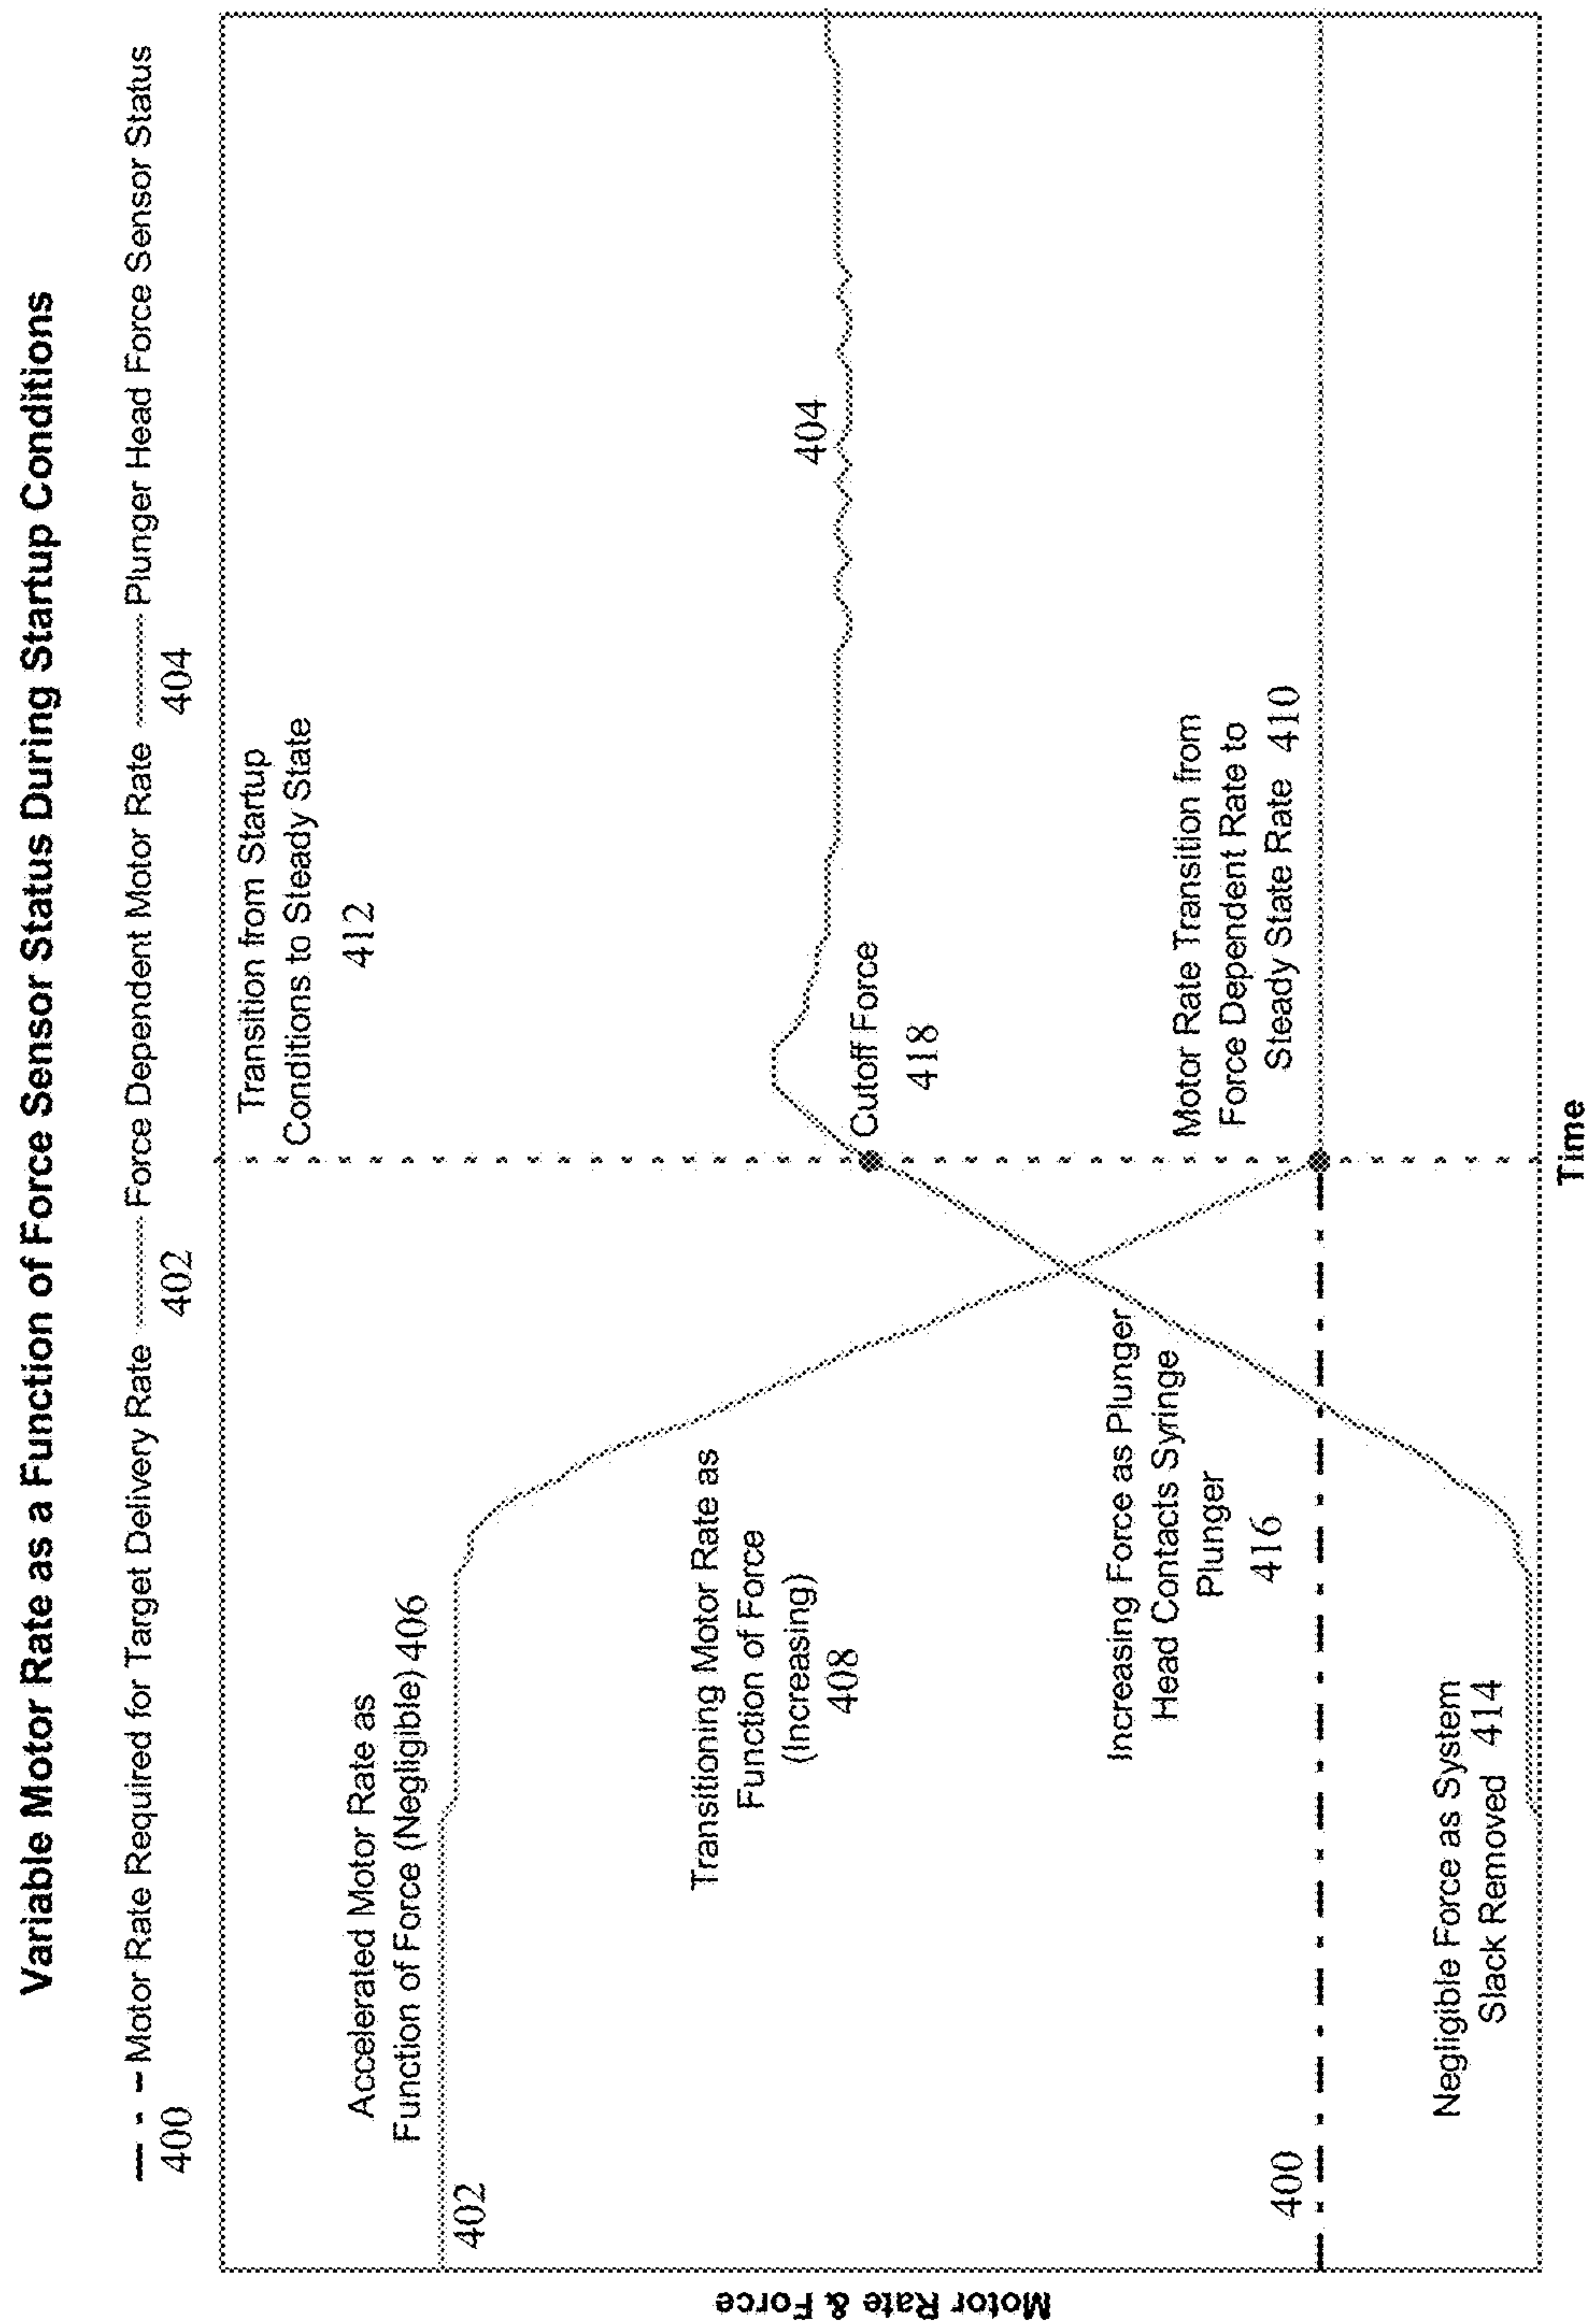 Variable Motor Rate as a Function of Force Sensor Status During Startup Conditions
Motor Rate Required for Target Delivery Rate
Force Dependent Motor Rate
Plunger Head Force Sensor Status
400
402
404
Transition from Startup
Conditions to Steady State
412
Accelerated Motor Rate as
Function of Force (Negligible) 406
402
Transitioning Motor Rate as
Function of Force
(Increasing)
408
404
Cutoff Force
418
Increasing Force as Plunger
Head Contacts Syringe
Plunger
416
Motor Rate Transition from
Force Dependent Rate to
Steady State Rate 410
400
Negligible Force as System
Slack Removed 414
Motor Rate & Force
Time